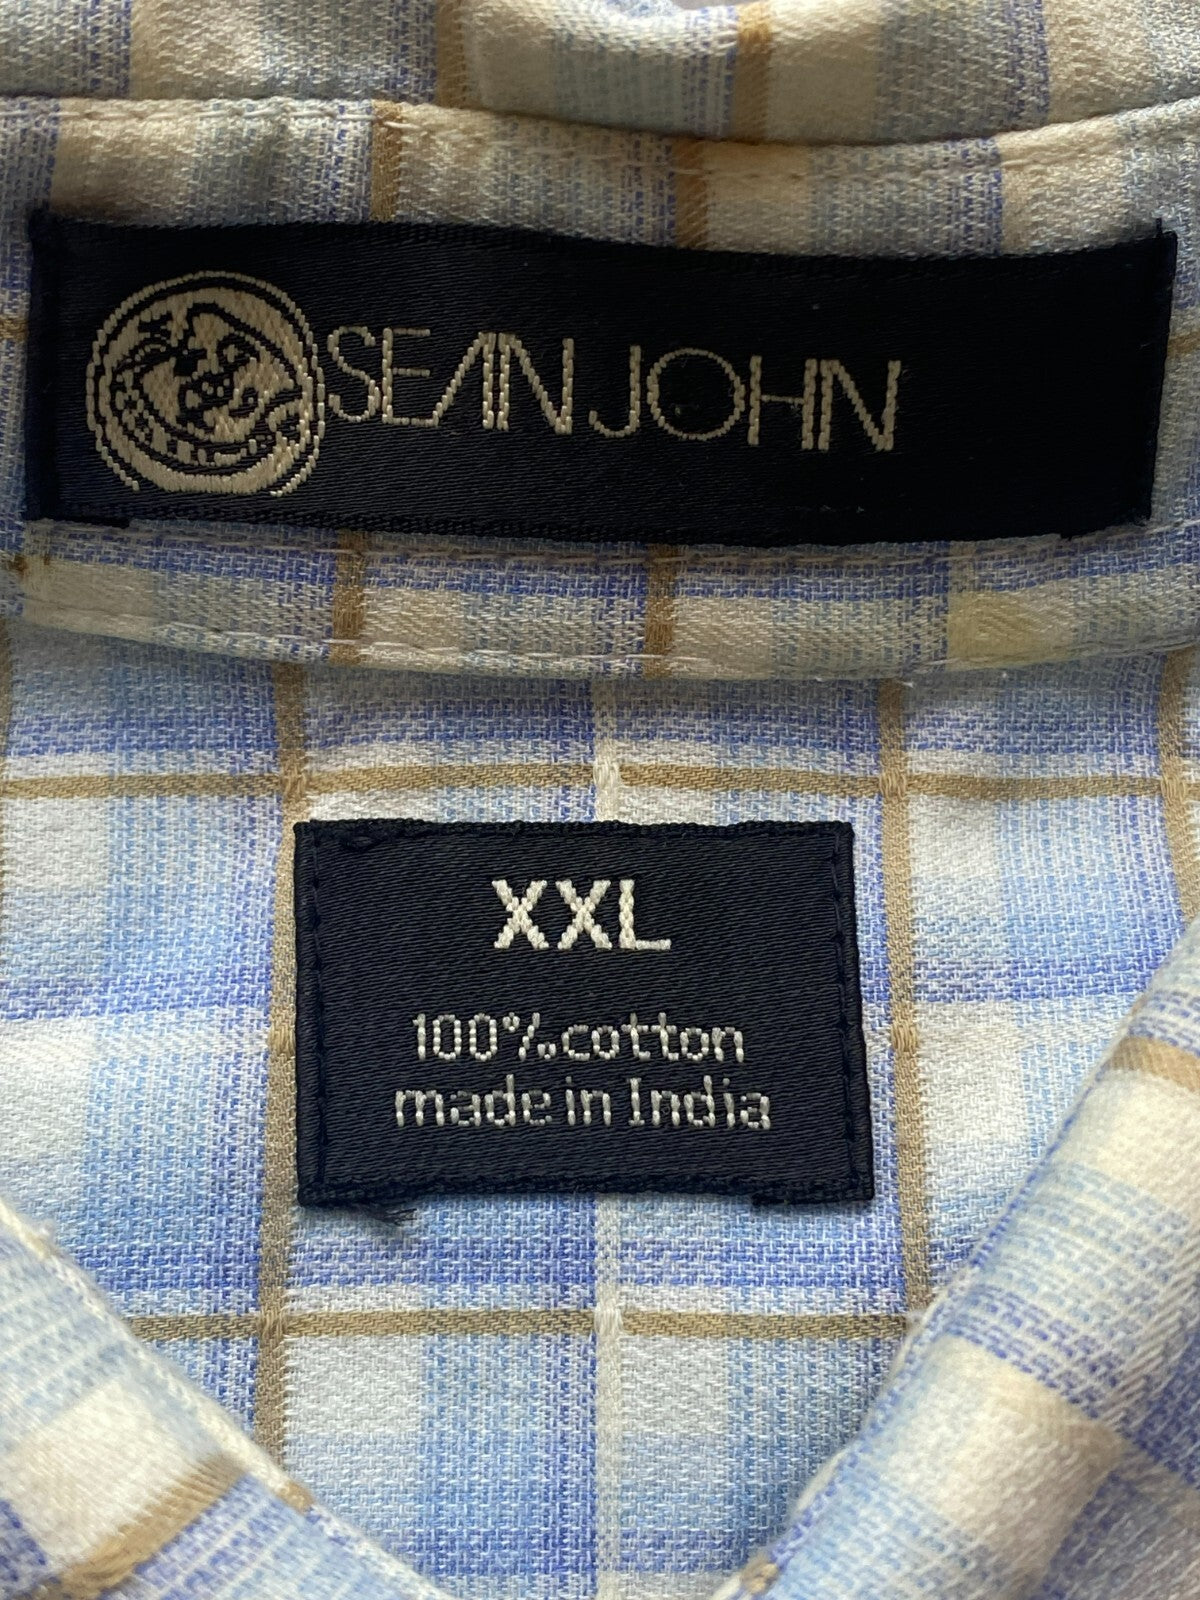 SEAN JOHN
XXL
100% cotton
made in India